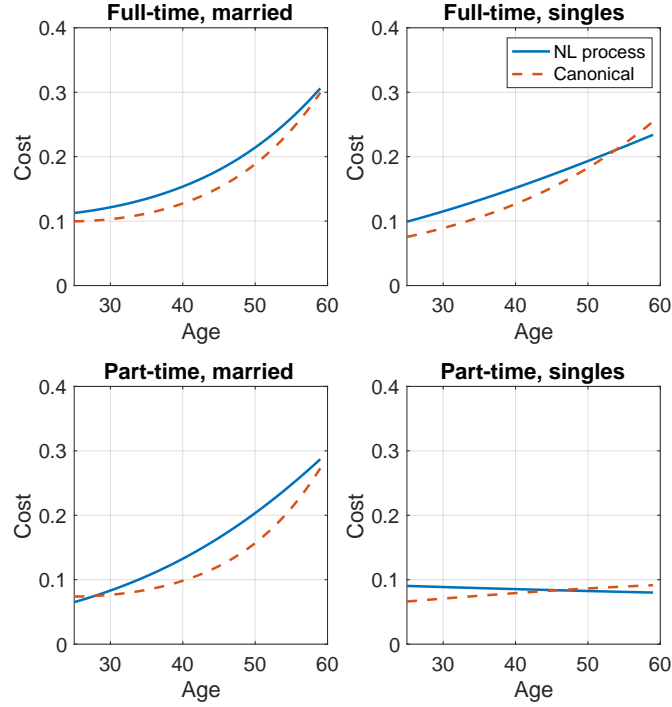 Full-time, married
0.4
0.3
0.2
0.1
0
Cost
30 40 50 60
Age
Full-time, singles
NL process
Canonical
0.4
0.3
0.2
0.1
0
Cost
30 40 50 60
Age
Part-time, married
0.4
0.3
0.2
0.1
0
Cost
30 40 50 60
Age
Part-time, singles
0.4
0.3
0.2
0.1
0
Cost
30 40 50 60
Age